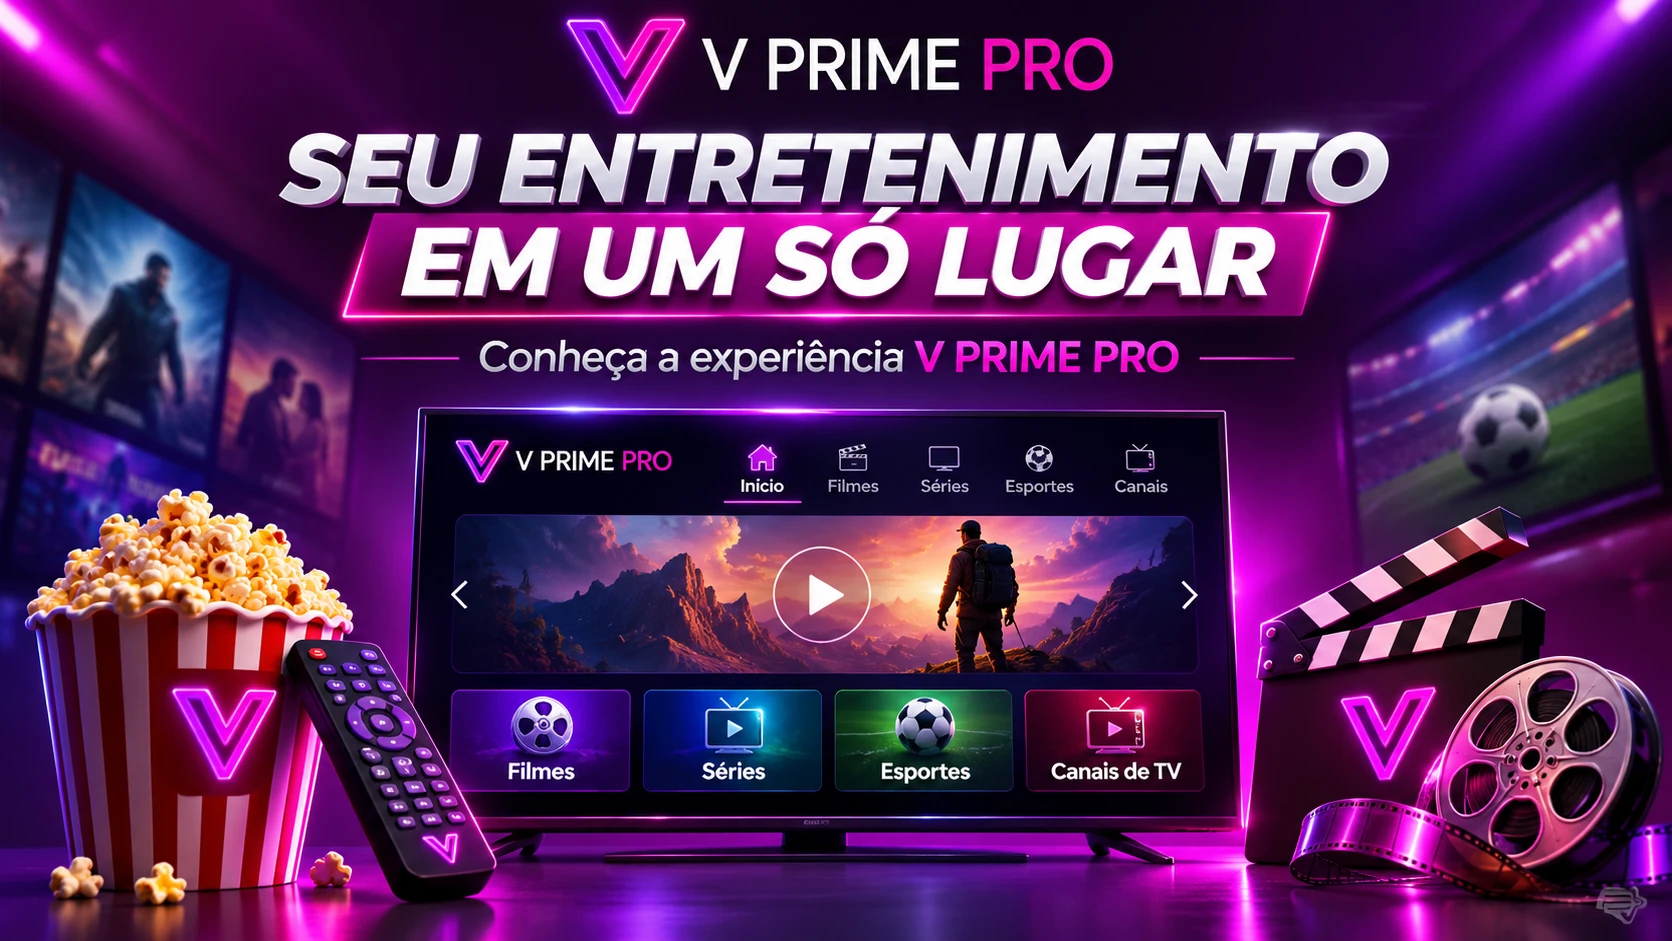 V PRIME PRO
SEU ENTRETENIMENTO
EM UM SÓ LUGAR
Conheça a experiência V PRIME PRO
V PRIME PRO
Inicio
Filmes
Séries
Esportes
Canais
Filmes
Séries
Esportes
Canais de TV